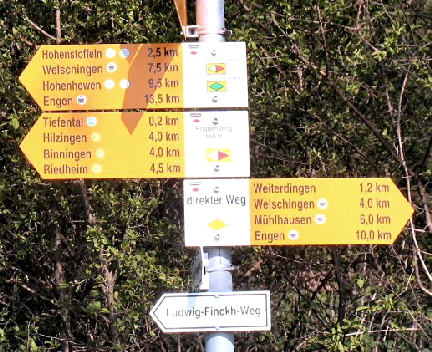 Hohenstoffeln 2,5 km
Welschingen 7,5 km
Hohenhewen 9,5 km
Engen 13,5 km
Tiefental 0,2 km
Hilzingen 4,0 km
Binningen 4,0 km
Riedheim 4,5 km
direkter Weg
Weiterdingen 1,2 km
Welschingen 4,0 km
Mühlhausen 6,0 km
Engen 10,0 km
Ludwig-Finckh-Weg